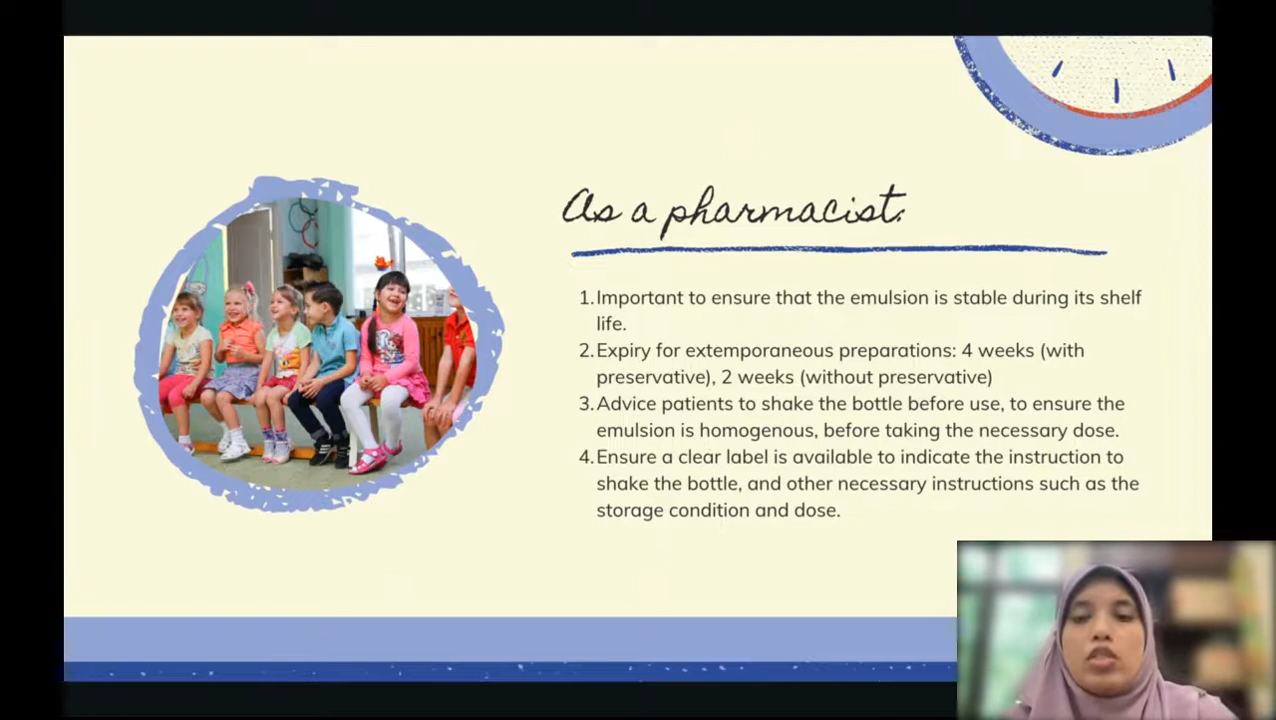 As a pharmacist:
1. Important to ensure that the emulsion is stable during its shelf
life.
2. Expiry for extemporaneous preparations: 4 weeks (with
preservative), 2 weeks (without preservative)
3. Advice patients to shake the bottle before use, to ensure the
emulsion is homogenous, before taking the necessary dose.
4. Ensure a clear label is available to indicate the instruction to
shake the bottle, and other necessary instructions such as the
storage condition and dose.